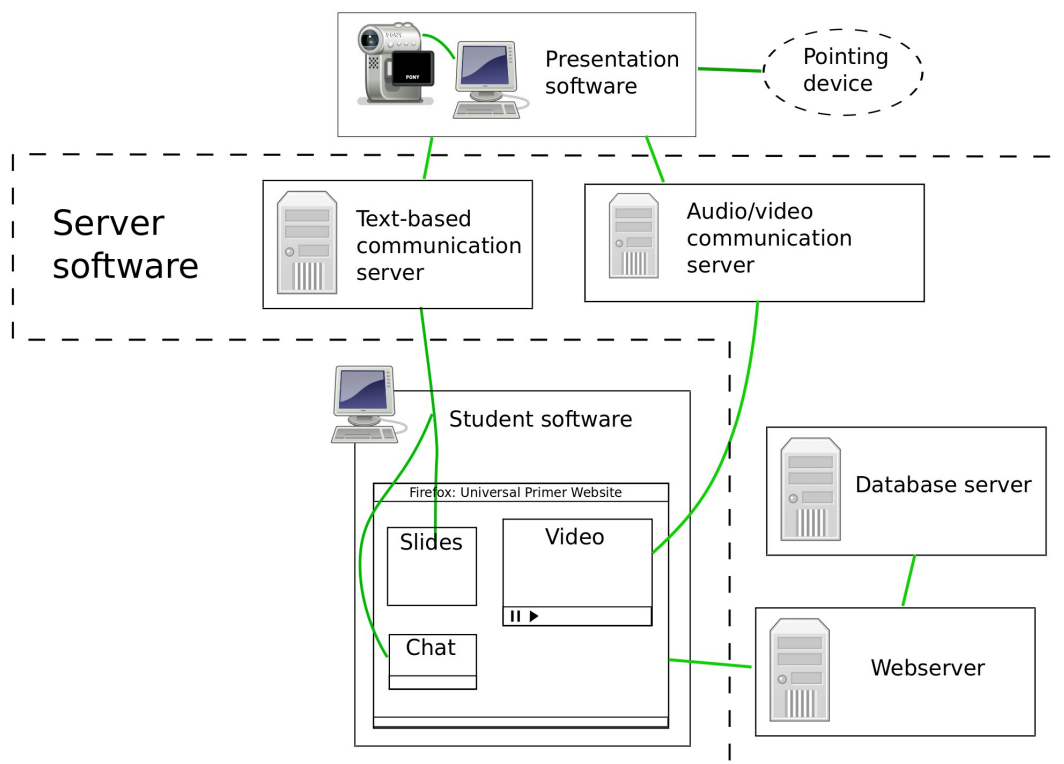 PONY
PONY
Presentation
software
Pointing
device
Server
software
Text-based
communication
server
Audio/video
communication
server
Student software
Firefox: Universal Primer Website
Slides
Video
Chat
Database server
Webserver